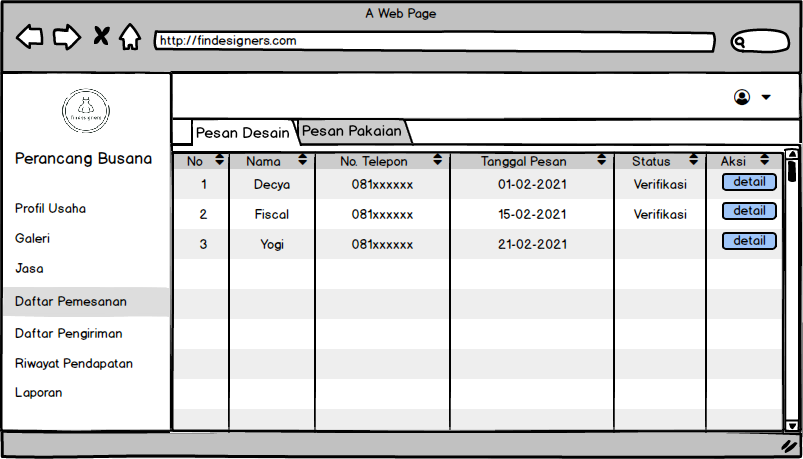 A Web Page
http://findesigners.com
findesigners
Perancang Busana
Profil Usaha
Galeri
Jasa
Daftar Pemesanan
Daftar Pengiriman
Riwayat Pendapatan
Laporan
Pesan Desain Pesan Pakaian
No Nama No. Telepon Tanggal Pesan Status Aksi
1 Decya 081xxxxxx 01-02-2021 Verifikasi detail
2 Fiscal 081xxxxxx 15-02-2021 Verifikasi detail
3 Yogi 081xxxxxx 21-02-2021 detail